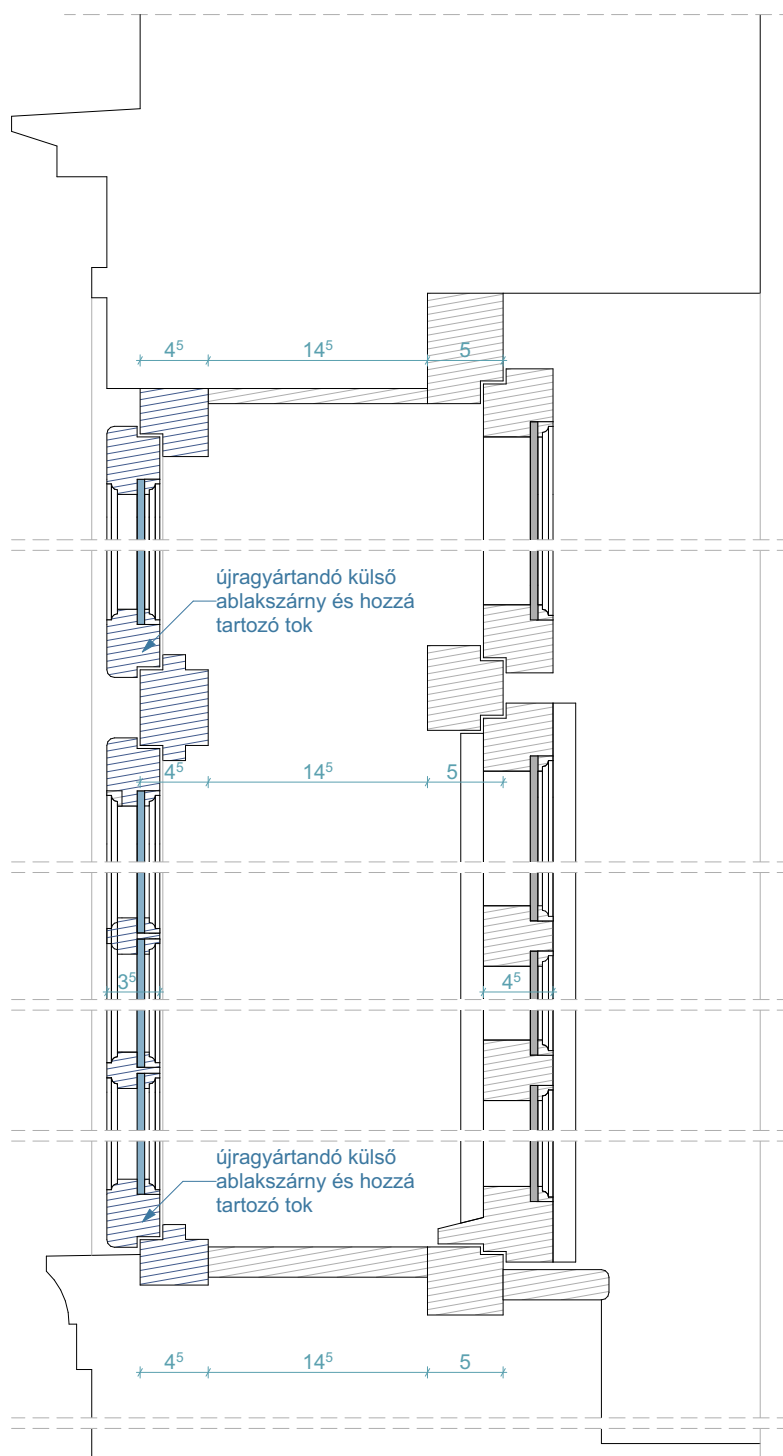 4⁵ 14⁵ 5
újragyártandó külső
ablakszárny és hozzá
tartozó tok
4⁵ 14⁵ 5
3⁵ 4⁵
újragyártandó külső
ablakszárny és hozzá
tartozó tok
4⁵ 14⁵ 5